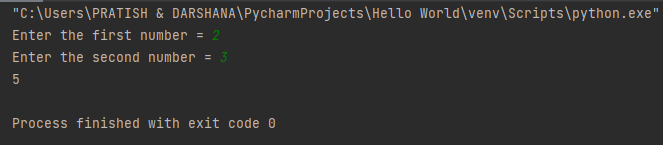 "C:\Users\PRATISH & DARSHANA\PycharmProjects\Hello World\venv\Scripts\python.exe"
Enter the first number = 2
Enter the second number = 3
5
Process finished with exit code 0